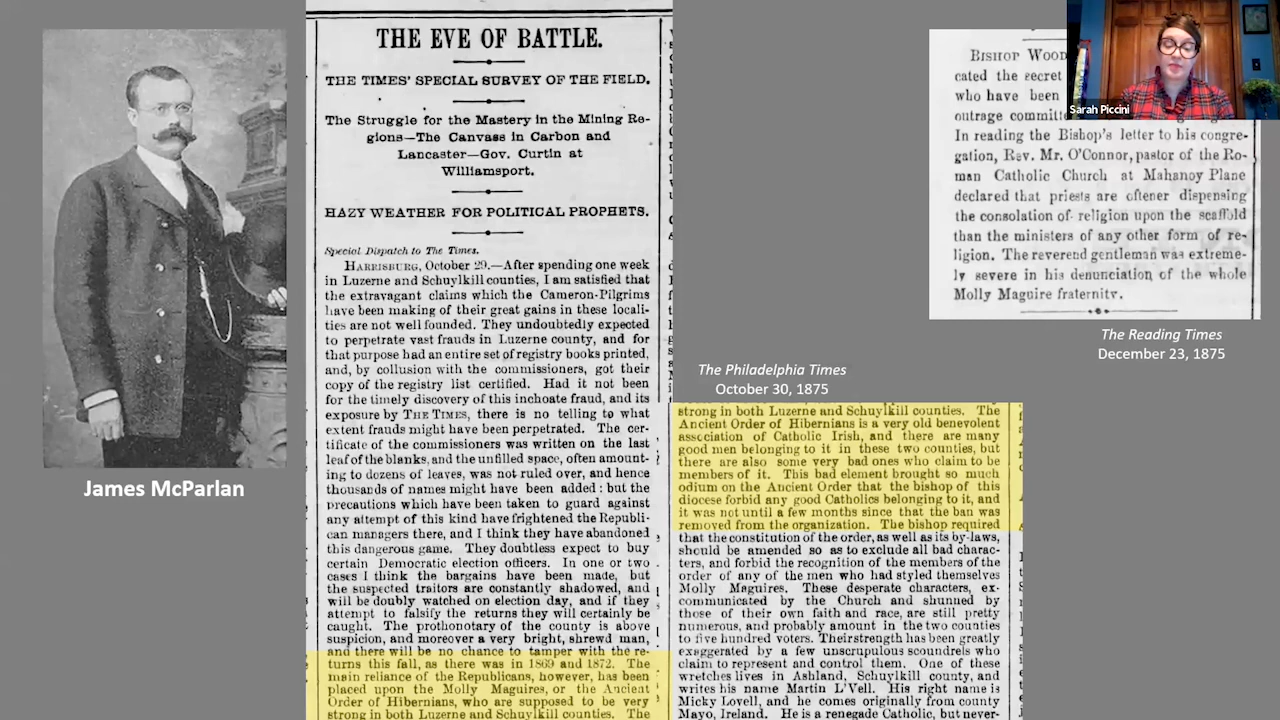 James McParlan
THE EVE OF BATTLE.
THE TIMES' SPECIAL SURVEY OF THE FIELD.
The Struggle for the Mastery in the Mining Re-
gions—The Canvass in Carbon and
Lancaster—Gov. Curtin at
Williamsport.
HAZY WEATHER FOR POLITICAL PROPHETS.
Special Dispatch to The Times.
HARRISBURG, October 29.—After spending one week
in Luzerne and Schuylkill counties, I am satisfied that
the extravagant claims which the Cameron-Pilgrims
have been making of their great gains in these locali-
ties are not well founded. They undoubtedly expected
to perpetrate vast frauds in Luzerne county, and for
that purpose had an entire set of registry books printed,
and, by collusion with the commissioners, got their
copy of the registry list certified. Had it not been
for the timely discovery of this inchoate fraud, and its
exposure by THE TIMES, there is no telling to what
extent frauds might have been perpetrated. The cer-
tificate of the commissioners was written on the last
leaf of the blanks, and the unfilled space, often amount-
ing to dozens of leaves, was not ruled over, and hence
thousands of names might have been added: but the
precautions which have been taken to guard against
any attempt of this kind have frightened the Republi-
can managers there, and I think they have abandoned
this dangerous game. They doubtless expect to buy
certain Democratic election officers. In one or two
cases I think the bargains have been made, but
the suspected traitors are constantly shadowed, and
will be doubly watched on election day, and if they
attempt to falsify the returns they will certainly be
caught. The prothonotary of the county is above
suspicion, and moreover a very bright, shrewd man,
and there will be no chance to tamper with the re-
turns this fall, as there was in 1869 and 1872. The
main reliance of the Republicans, however, has been
placed upon the Molly Maguires, or the Ancient
Order of Hibernians, who are supposed to be very
strong in both Luzerne and Schuylkill counties. The
The Philadelphia Times
October 30, 1875
strong in both Luzerne and Schuylkill counties. The
Ancient Order of Hibernians is a very old benevolent
association of Catholic Irish, and there are many
good men belonging to it in these two counties, but
there are also some very bad ones who claim to be
members of it. This bad element brought so much
odium on the Ancient Order that the bishop of this
diocese forbid any good Catholics belonging to it, and
it was not until a few months since that the ban was
removed from the organization. The bishop required
that the constitution of the order, as well as its by-laws,
should be amended so as to exclude all bad charac-
ters, and forbid the recognition of the members of the
order of any of the men who had styled themselves
Molly Maguires. These desperate characters, ex-
communicated by the Church and shunned by
those of their own faith and race, are still pretty
numerous, and probably amount in the two counties
to five hundred voters. Their strength has been greatly
exaggerated by a few unscrupulous scoundrels who
claim to represent and control them. One of these
wretches lives in Ashland, Schuylkill county, and
writes his name Martin L'Vell. His right name is
Micky Lovell, and he comes originally from county
Mayo, Ireland. He is a renegade Catholic, but never-
BISHOP WOOD
cated the secret
who have been
outrage
In reading the Bishop's letter to his congre-
gation, Rev. Mr. O'Connor, pastor of the Ro-
man Catholic Church at Mahanoy Plane
declared that priests are oftener dispensing
the consolation of religion upon the scaffold
than the ministers of any other form of re-
ligion. The reverend gentleman was extreme-
ly severe in his denunciation of the whole
Molly Maguire fraternity.
The Reading Times
December 23, 1875
Sarah Piccini